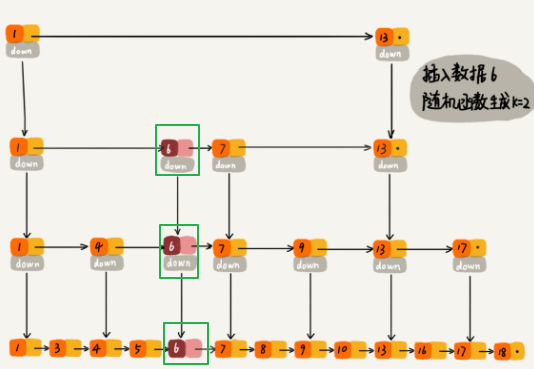 1 13
down down
插入数据6
随机函数生成k=2
1 6 7 13
down down down down
1 4 6 7 9 13 17
down down down down down down down
1 3 4 5 6 7 8 9 10 13 16 17 18